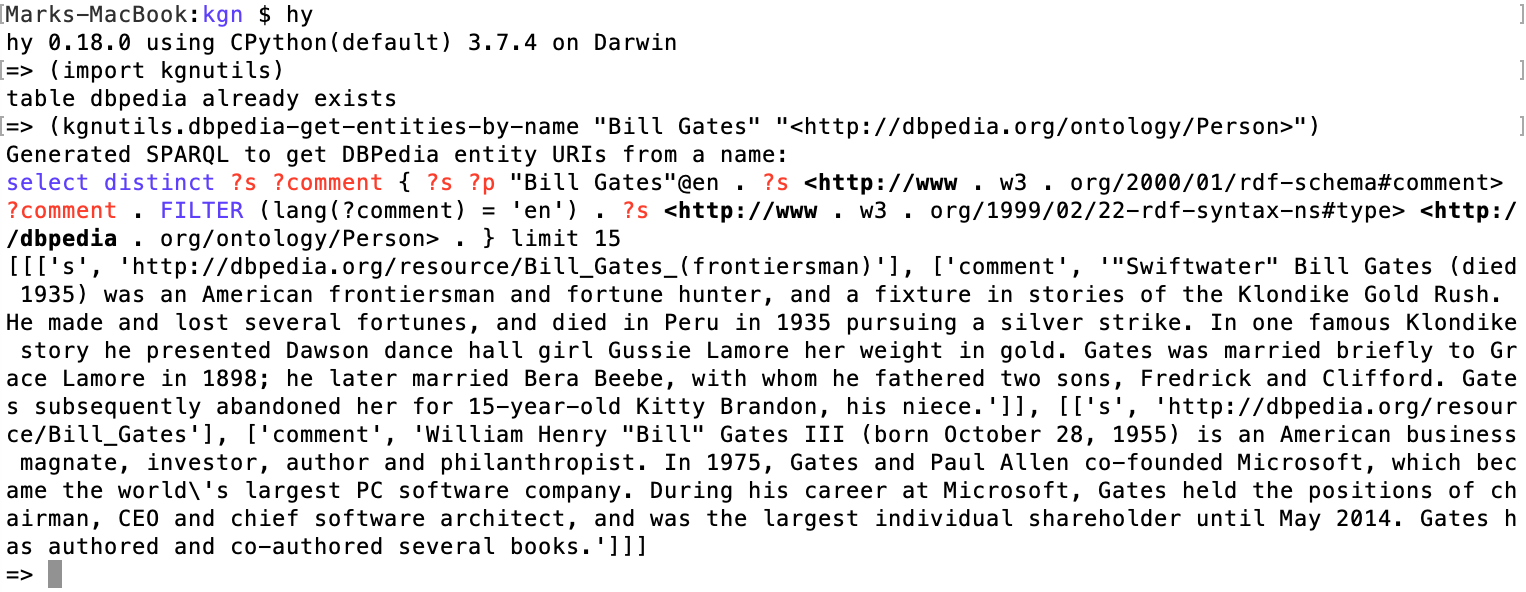 [Marks-MacBook:kgn $ hy ]
hy 0.18.0 using CPython(default) 3.7.4 on Darwin
[=> (import kgnutils) ]
table dbpedia already exists
[=> (kgnutils.dbpedia-get-entities-by-name "Bill Gates" "<http://dbpedia.org/ontology/Person>") ]
Generated SPARQL to get DBPedia entity URIs from a name:
select distinct ?s ?comment { ?s ?p "Bill Gates"@en . ?s <http://www . w3 . org/2000/01/rdf-schema#comment>
?comment . FILTER (lang(?comment) = 'en') . ?s <http://www . w3 . org/1999/02/22-rdf-syntax-ns#type> <http:/
/dbpedia . org/ontology/Person> . } limit 15
[[['s', 'http://dbpedia.org/resource/Bill_Gates_(frontiersman)'], ['comment', '"Swiftwater" Bill Gates (died
 1935) was an American frontiersman and fortune hunter, and a fixture in stories of the Klondike Gold Rush.
He made and lost several fortunes, and died in Peru in 1935 pursuing a silver strike. In one famous Klondike
 story he presented Dawson dance hall girl Gussie Lamore her weight in gold. Gates was married briefly to Gr
ace Lamore in 1898; he later married Bera Beebe, with whom he fathered two sons, Fredrick and Clifford. Gate
s subsequently abandoned her for 15-year-old Kitty Brandon, his niece.']], [['s', 'http://dbpedia.org/resour
ce/Bill_Gates'], ['comment', 'William Henry "Bill" Gates III (born October 28, 1955) is an American business
 magnate, investor, author and philanthropist. In 1975, Gates and Paul Allen co-founded Microsoft, which bec
ame the world\'s largest PC software company. During his career at Microsoft, Gates held the positions of ch
airman, CEO and chief software architect, and was the largest individual shareholder until May 2014. Gates h
as authored and co-authored several books.']]]
=>